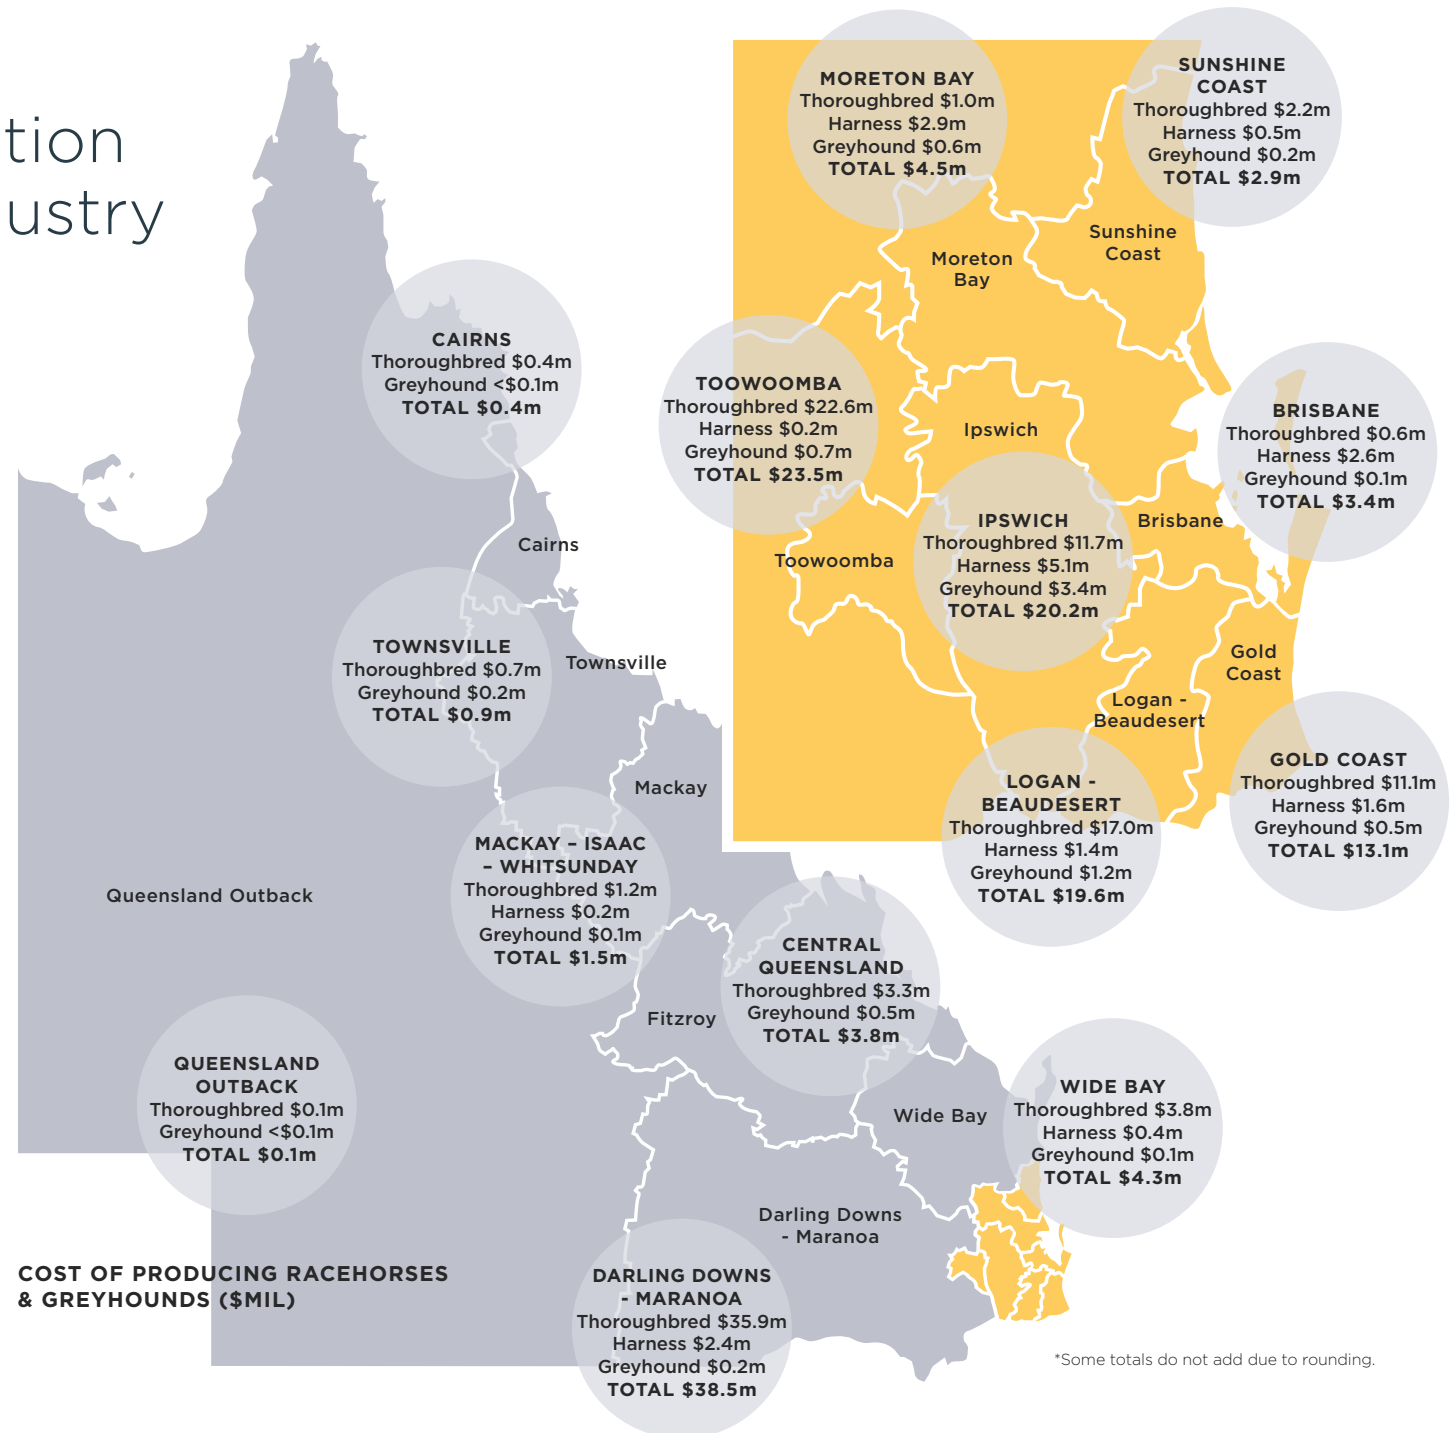 tion
ustry
MORETON BAY
Thoroughbred $1.0m
Harness $2.9m
Greyhound $0.6m
TOTAL $4.5m
SUNSHINE
COAST
Thoroughbred $2.2m
Harness $0.5m
Greyhound $0.2m
TOTAL $2.9m
Sunshine
Coast
Moreton
Bay
CAIRNS
Thoroughbred $0.4m
Greyhound <$0.1m
TOTAL $0.4m
TOOWOOMBA
Thoroughbred $22.6m
Harness $0.2m
Greyhound $0.7m
TOTAL $23.5m
Ipswich
BRISBANE
Thoroughbred $0.6m
Harness $2.6m
Greyhound $0.1m
TOTAL $3.4m
IPSWICH
Thoroughbred $11.7m
Harness $5.1m
Greyhound $3.4m
TOTAL $20.2m
Brisbane
Cairns
Toowoomba
TOWNSVILLE
Thoroughbred $0.7m
Greyhound $0.2m
TOTAL $0.9m
Townsville
Gold
Coast
Logan -
Beaudesert
Mackay
LOGAN -
BEAUDESERT
Thoroughbred $17.0m
Harness $1.4m
Greyhound $1.2m
TOTAL $19.6m
GOLD COAST
Thoroughbred $11.1m
Harness $1.6m
Greyhound $0.5m
TOTAL $13.1m
MACKAY – ISAAC
– WHITSUNDAY
Thoroughbred $1.2m
Harness $0.2m
Greyhound $0.1m
TOTAL $1.5m
Queensland Outback
CENTRAL
QUEENSLAND
Thoroughbred $3.3m
Greyhound $0.5m
TOTAL $3.8m
Fitzroy
QUEENSLAND
OUTBACK
Thoroughbred $0.1m
Greyhound <$0.1m
TOTAL $0.1m
Wide Bay
WIDE BAY
Thoroughbred $3.8m
Harness $0.4m
Greyhound $0.1m
TOTAL $4.3m
Darling Downs
- Maranoa
COST OF PRODUCING RACEHORSES
& GREYHOUNDS ($MIL)
DARLING DOWNS
- MARANOA
Thoroughbred $35.9m
Harness $2.4m
Greyhound $0.2m
TOTAL $38.5m
*Some totals do not add due to rounding.